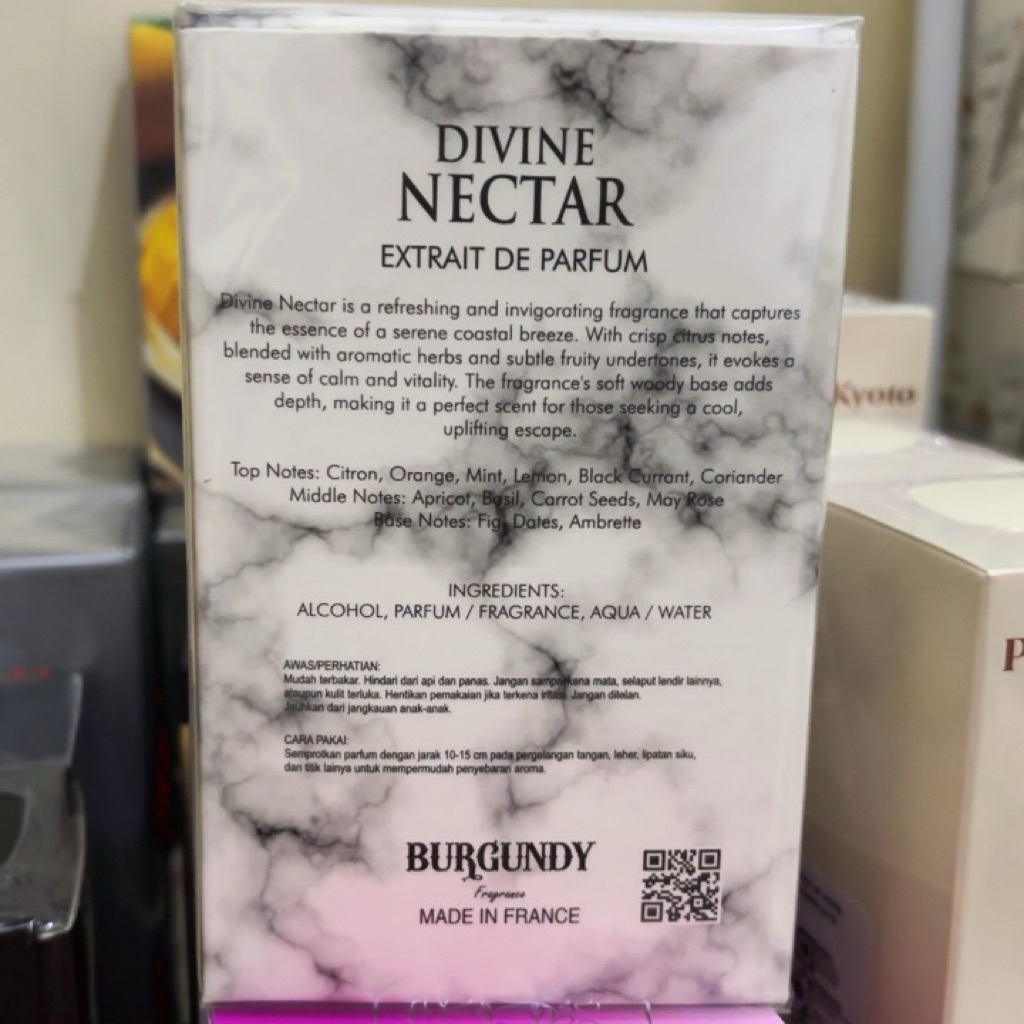 DIVINE
NECTAR
EXTRAIT DE PARFUM
Divine Nectar is a refreshing and invigorating fragrance that captures
the essence of a serene coastal breeze. With crisp citrus notes,
blended with aromatic herbs and subtle fruity undertones, it evokes a
sense of calm and vitality. The fragrance's soft woody base adds
depth, making it a perfect scent for those seeking a cool,
uplifting escape.
Top Notes: Citron, Orange, Mint, Lemon, Black Currant, Coriander
Middle Notes: Apricot, Basil, Carrot Seeds, May Rose
Base Notes: Fig, Dates, Ambrette
INGREDIENTS:
ALCOHOL, PARFUM / FRAGRANCE, AQUA / WATER
AWAS/PERHATIAN:
Mudah terbakar. Hindari dari api dan panas. Jangan sampai kena mata, selaput lendir lainnya,
ataupun kulit terluka. Hentikan pemakaian jika terkena iritasi. Jangan ditelan.
Jauhkan dari jangkauan anak-anak.
CARA PAKAI:
Semprotkan parfum dengan jarak 10-15 cm pada pergelangan tangan, leher, lipatan siku,
dan titik lainya untuk mempermudah penyebaran aroma.
BURGUNDY
Fragrance
MADE IN FRANCE
Kyoto
P